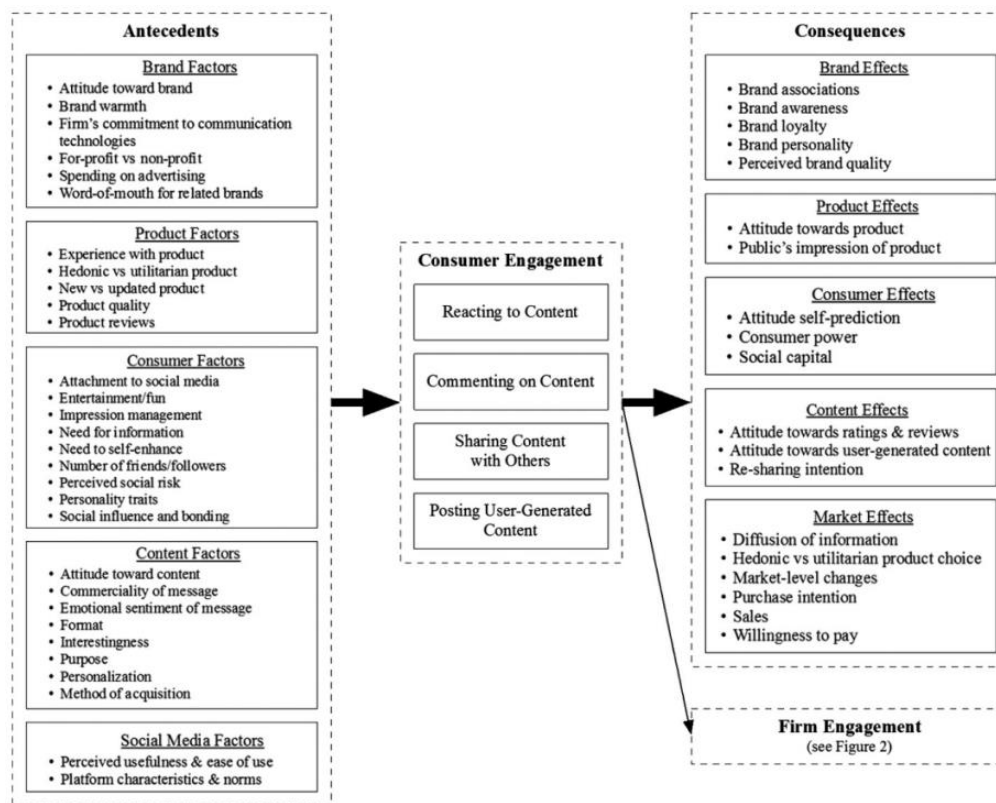 Antecedents
Brand Factors
• Attitude toward brand
• Brand warmth
• Firm's commitment to communication
technologies
• For-profit vs non-profit
• Spending on advertising
• Word-of-mouth for related brands
Product Factors
• Experience with product
• Hedonic vs utilitarian product
• New vs updated product
• Product quality
• Product reviews
Consumer Factors
• Attachment to social media
• Entertainment/fun
• Impression management
• Need for information
• Need to self-enhance
• Number of friends/followers
• Perceived social risk
• Personality traits
• Social influence and bonding
Content Factors
• Attitude toward content
• Commerciality of message
• Emotional sentiment of message
• Format
• Interestingness
• Purpose
• Personalization
• Method of acquisition
Social Media Factors
• Perceived usefulness & ease of use
• Platform characteristics & norms
Consumer Engagement
Reacting to Content
Commenting on Content
Sharing Content
with Others
Posting User-Generated
Content
Consequences
Brand Effects
• Brand associations
• Brand awareness
• Brand loyalty
• Brand personality
• Perceived brand quality
Product Effects
• Attitude towards product
• Public's impression of product
Consumer Effects
• Attitude self-prediction
• Consumer power
• Social capital
Content Effects
• Attitude towards ratings & reviews
• Attitude towards user-generated content
• Re-sharing intention
Market Effects
• Diffusion of information
• Hedonic vs utilitarian product choice
• Market-level changes
• Purchase intention
• Sales
• Willingness to pay
Firm Engagement
(see Figure 2)